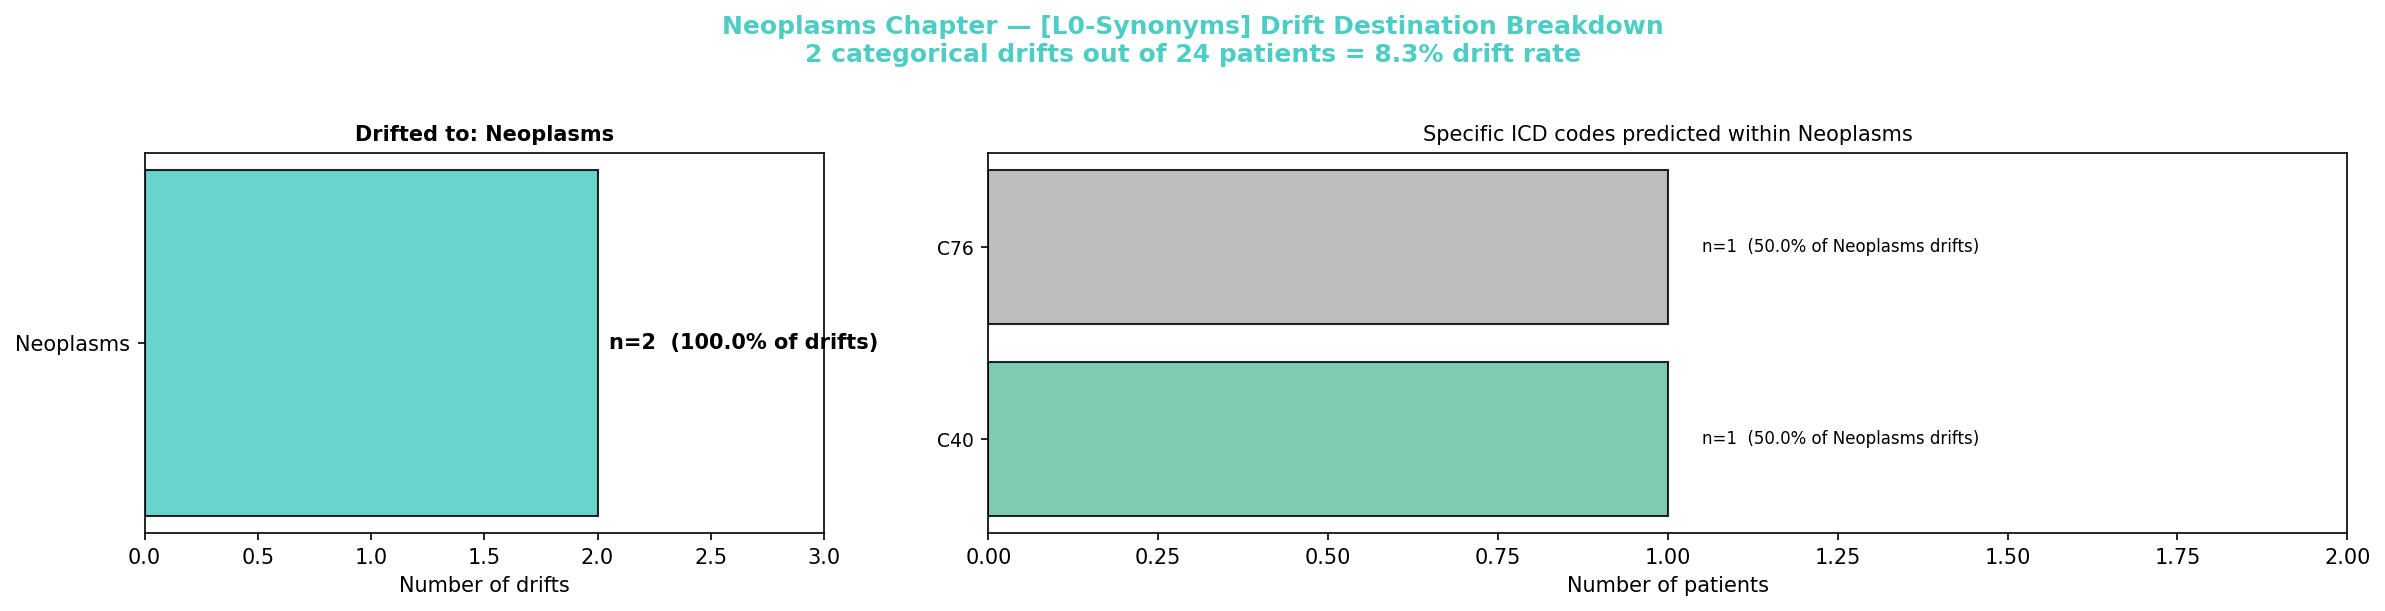 Neoplasms Chapter — [L0-Synonyms] Drift Destination Breakdown
2 categorical drifts out of 24 patients = 8.3% drift rate
Drifted to: Neoplasms
Neoplasms
n=2 (100.0% of drifts)
0.0 0.5 1.0 1.5 2.0 2.5 3.0
Number of drifts
Specific ICD codes predicted within Neoplasms
C76
n=1 (50.0% of Neoplasms drifts)
C40
n=1 (50.0% of Neoplasms drifts)
0.00 0.25 0.50 0.75 1.00 1.25 1.50 1.75 2.00
Number of patients